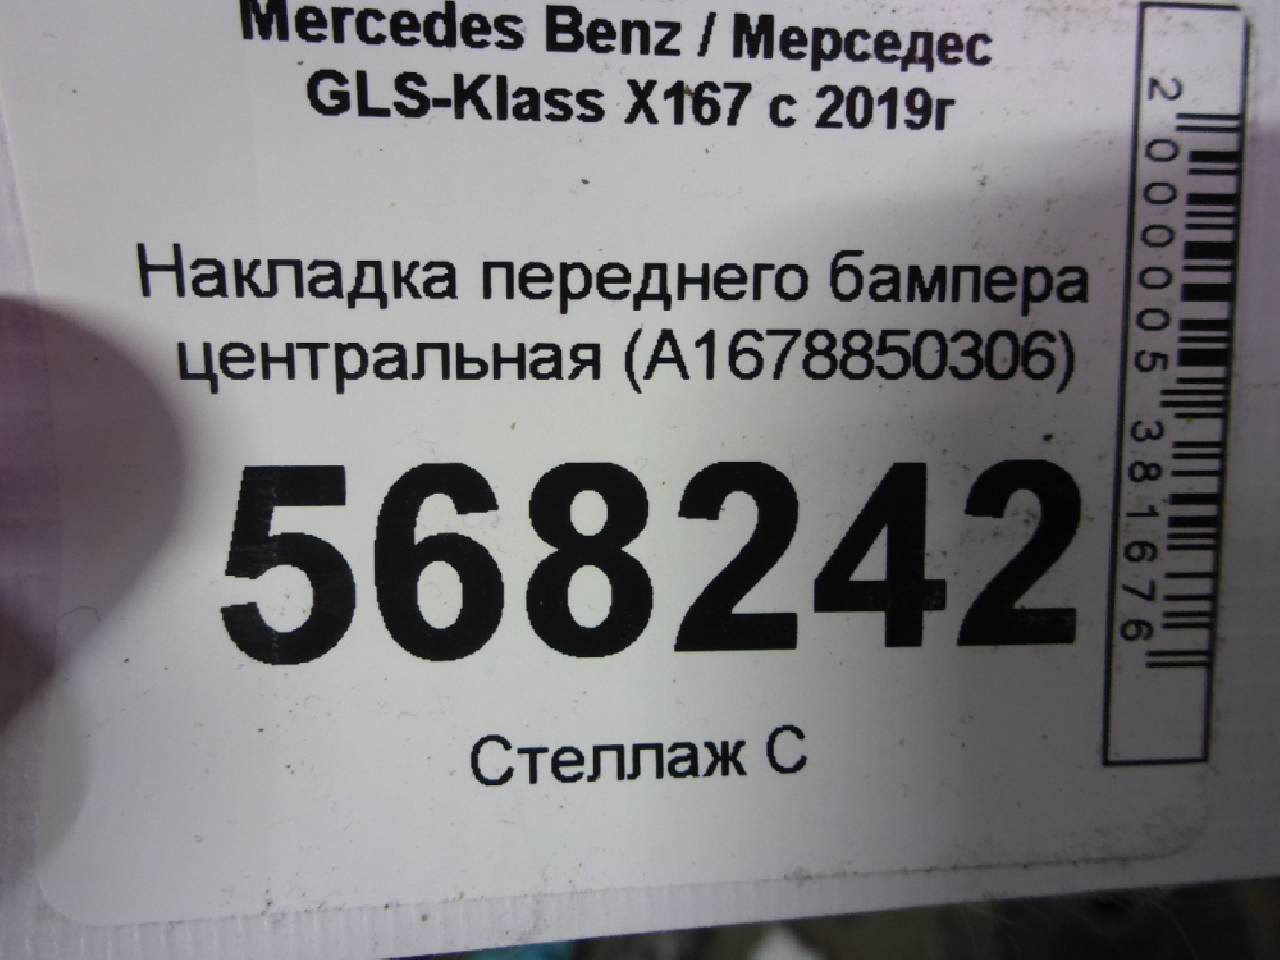 Mercedes Benz / Мерседес
GLS-Klass X167 с 2019г
Накладка переднего бампера
центральная (A1678850306)
568242
Стеллаж С
2000005381676